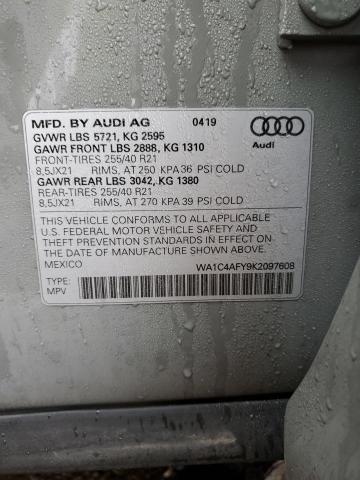 MFD. BY AUDI AG 0419
GVWR LBS 5721, KG 2595
GAWR FRONT LBS 2888, KG 1310
FRONT-TIRES 255/40 R21
8,5JX21 RIMS, AT 250 KPA 36 PSI COLD
GAWR REAR LBS 3042, KG 1380
REAR-TIRES 255/40 R21
8,5JX21 RIMS, AT 270 KPA 39 PSI COLD
Audi
THIS VEHICLE CONFORMS TO ALL APPLICABLE
U.S. FEDERAL MOTOR VEHICLE SAFETY AND
THEFT PREVENTION STANDARDS IN EFFECT ON
THE DATE OF MANUFACTURE SHOWN ABOVE.
MEXICO WA1C4AFY9K2097608
TYPE:
MPV